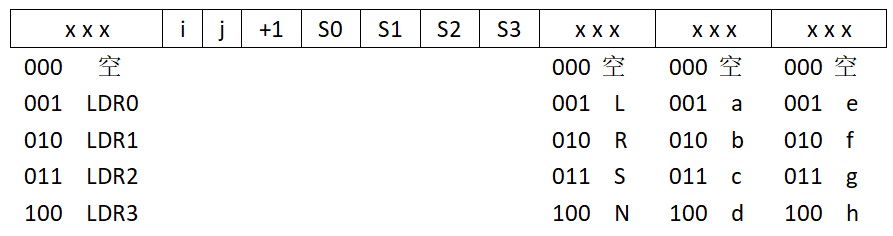 x x x i j +1 S0 S1 S2 S3 x x x x x x x x x
000 空 000 空 000 空 000 空
001 LDR0 001 L 001 a 001 e
010 LDR1 010 R 010 b 010 f
011 LDR2 011 S 011 c 011 g
100 LDR3 100 N 100 d 100 h